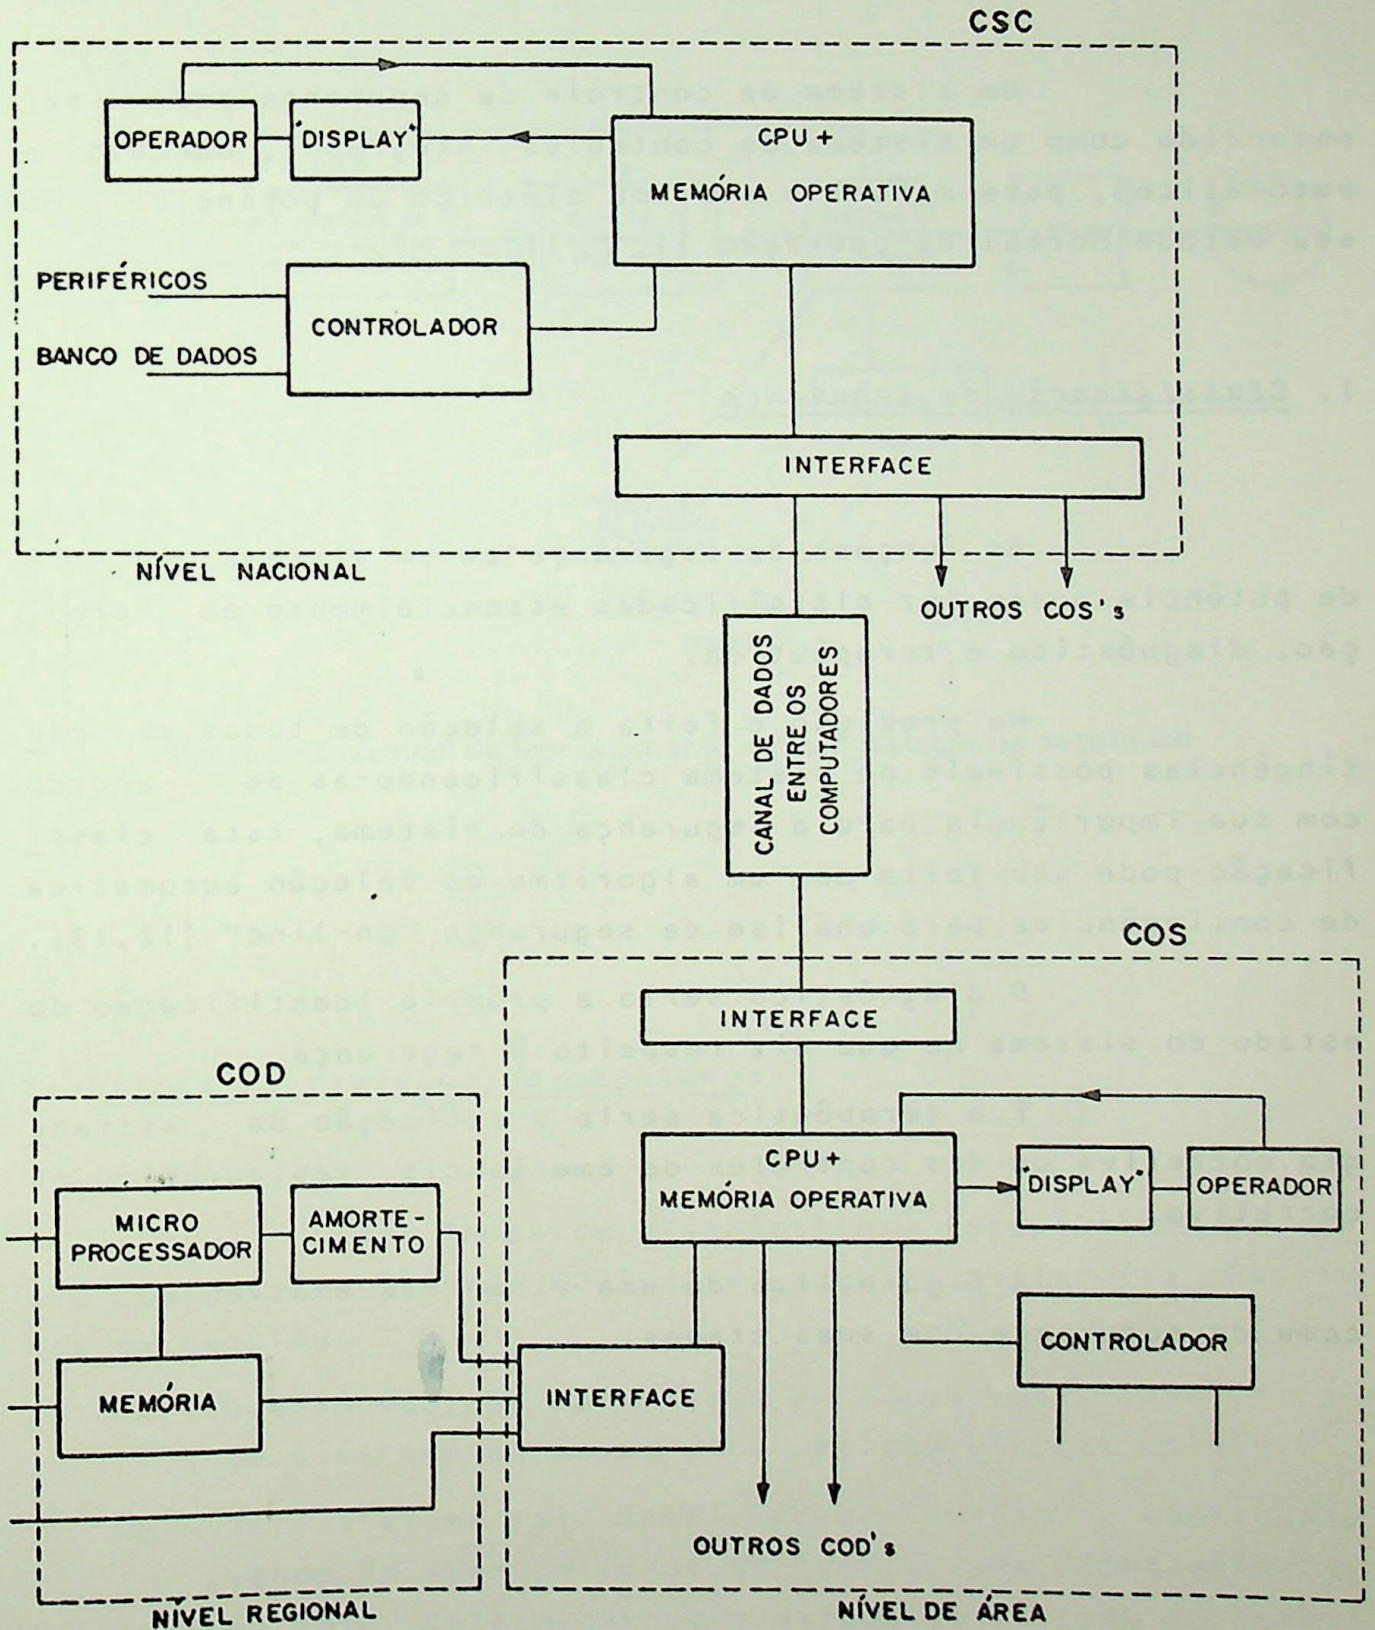 CSC
OPERADOR
"DISPLAY"
CPU +
MEMÓRIA OPERATIVA
PERIFÉRICOS
BANCO DE DADOS
CONTROLADOR
INTERFACE
NÍVEL NACIONAL
OUTROS COS's
CANAL DE DADOS
ENTRE OS
COMPUTADORES
COS
INTERFACE
COD
CPU +
MEMÓRIA OPERATIVA
"DISPLAY"
OPERADOR
MICRO
PROCESSADOR
AMORTE-
CIMENTO
CONTROLADOR
MEMÓRIA
INTERFACE
OUTROS COD's
NÍVEL REGIONAL
NÍVEL DE ÁREA